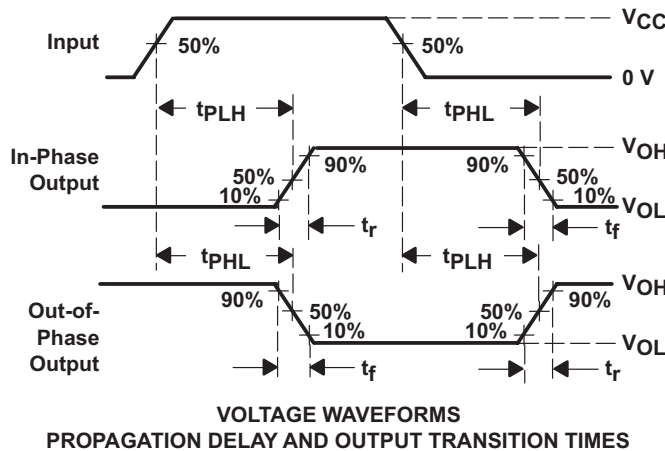 VCC
Input
50%
50%
0 V
tPLH
tPHL
In-Phase
Output
VOH
90%
90%
50%
50%
10%
10%
VOL
tr
tf
tPHL
tPLH
Out-of-
Phase
Output
VOH
90%
90%
50%
50%
10%
10%
VOL
tf
tr
VOLTAGE WAVEFORMS
PROPAGATION DELAY AND OUTPUT TRANSITION TIMES